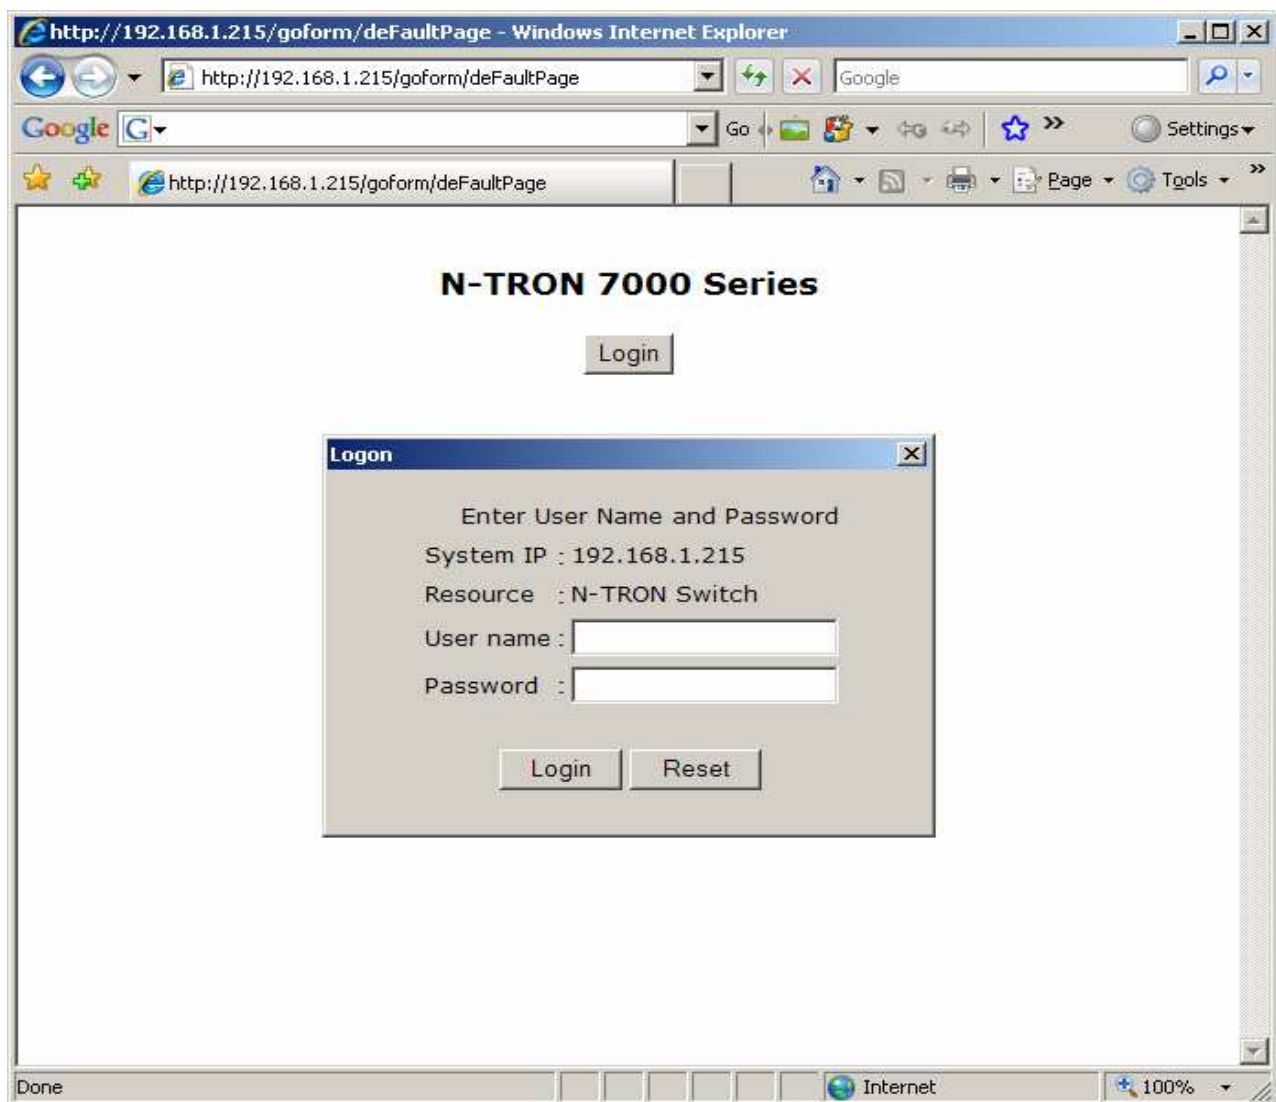 http://192.168.1.215/goform/deFaultPage - Windows Internet Explorer
http://192.168.1.215/goform/deFaultPage Google
Google G Go Settings
http://192.168.1.215/goform/deFaultPage Page Tools
N-TRON 7000 Series
Login
Logon
Enter User Name and Password
System IP : 192.168.1.215
Resource : N-TRON Switch
User name :
Password :
Login Reset
Done Internet 100%